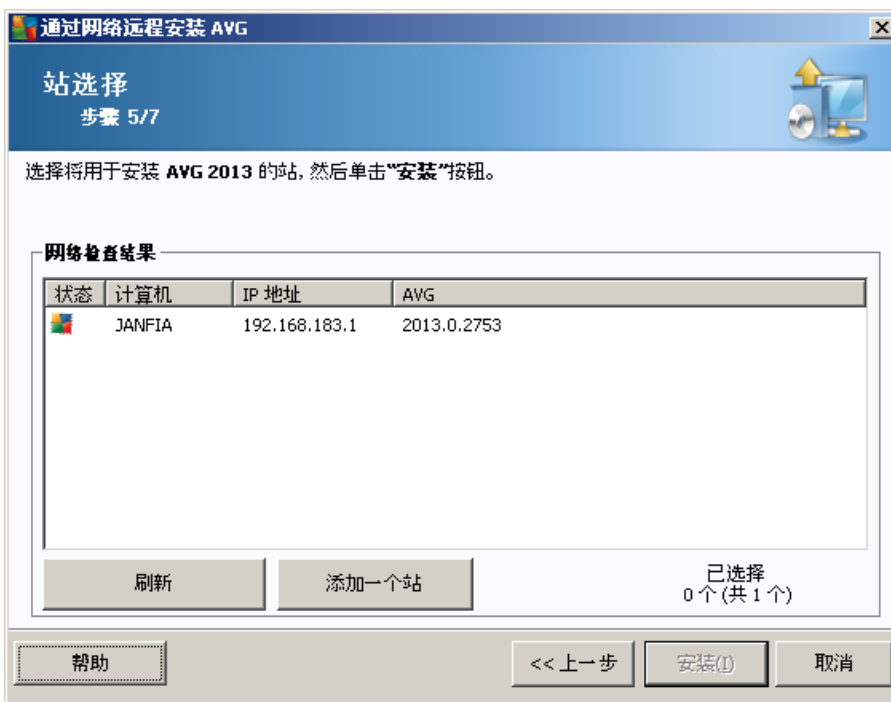 通过网络远程安装 AVG
站选择
步骤 5/7
选择将用于安装 AVG 2013 的站, 然后单击"安装"按钮。
网络检查结果
状态 计算机 IP 地址 AVG
JANFIA 192.168.183.1 2013.0.2753
刷新 添加一个站 已选择
0 个 (共 1 个)
帮助 << 上一步 安装(I) 取消